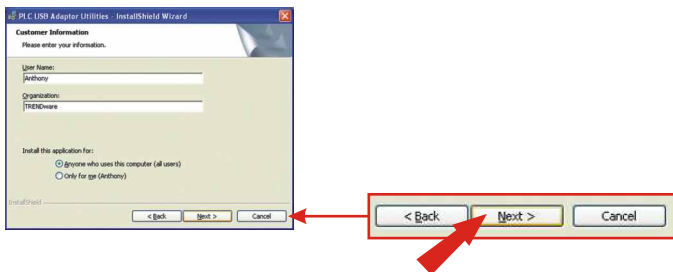 PLC USB Adaptor Utilities - InstallShield Wizard
Customer Information
Please enter your information.
User Name:
Anthony
Organization:
TRENDware
Install this application for:
Anyone who uses this computer (all users)
Only for me (Anthony)
InstallShield
< Back Next > Cancel
< Back Next > Cancel